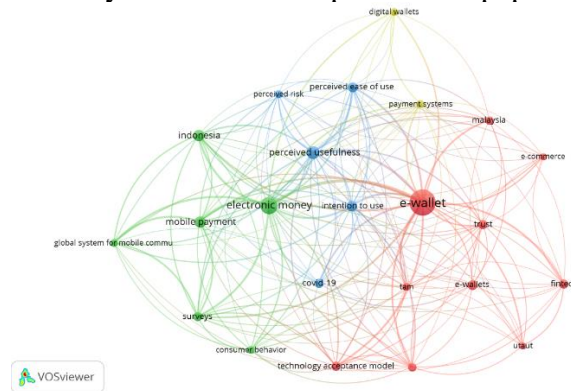 digital wallets
perceived ease of use
perceived risk
payment systems
malaysia
indonesia
perceived usefulness
e-commerce
electronic money
intention to use
e-wallet
mobile payment
trust
global system for mobile commu
covid-19
tam
e-wallets
fintec
surveys
utaut
consumer behavior
technology acceptance model
VOSviewer